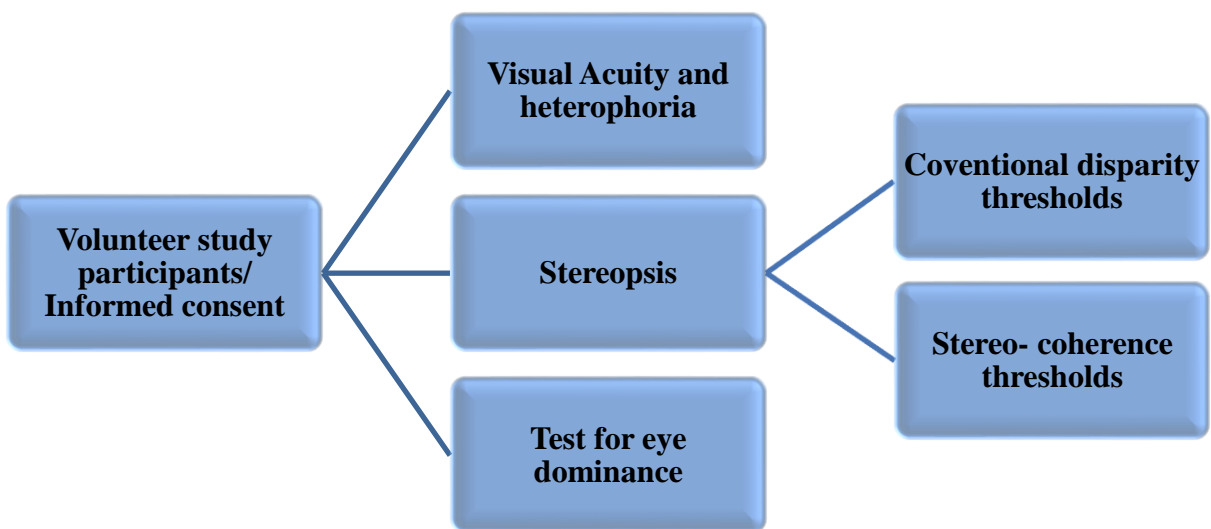 Volunteer study
participants/
Informed consent
Visual Acuity and
heterophoria
Stereopsis
Test for eye
dominance
Coventional disparity
thresholds
Stereo- coherence
thresholds